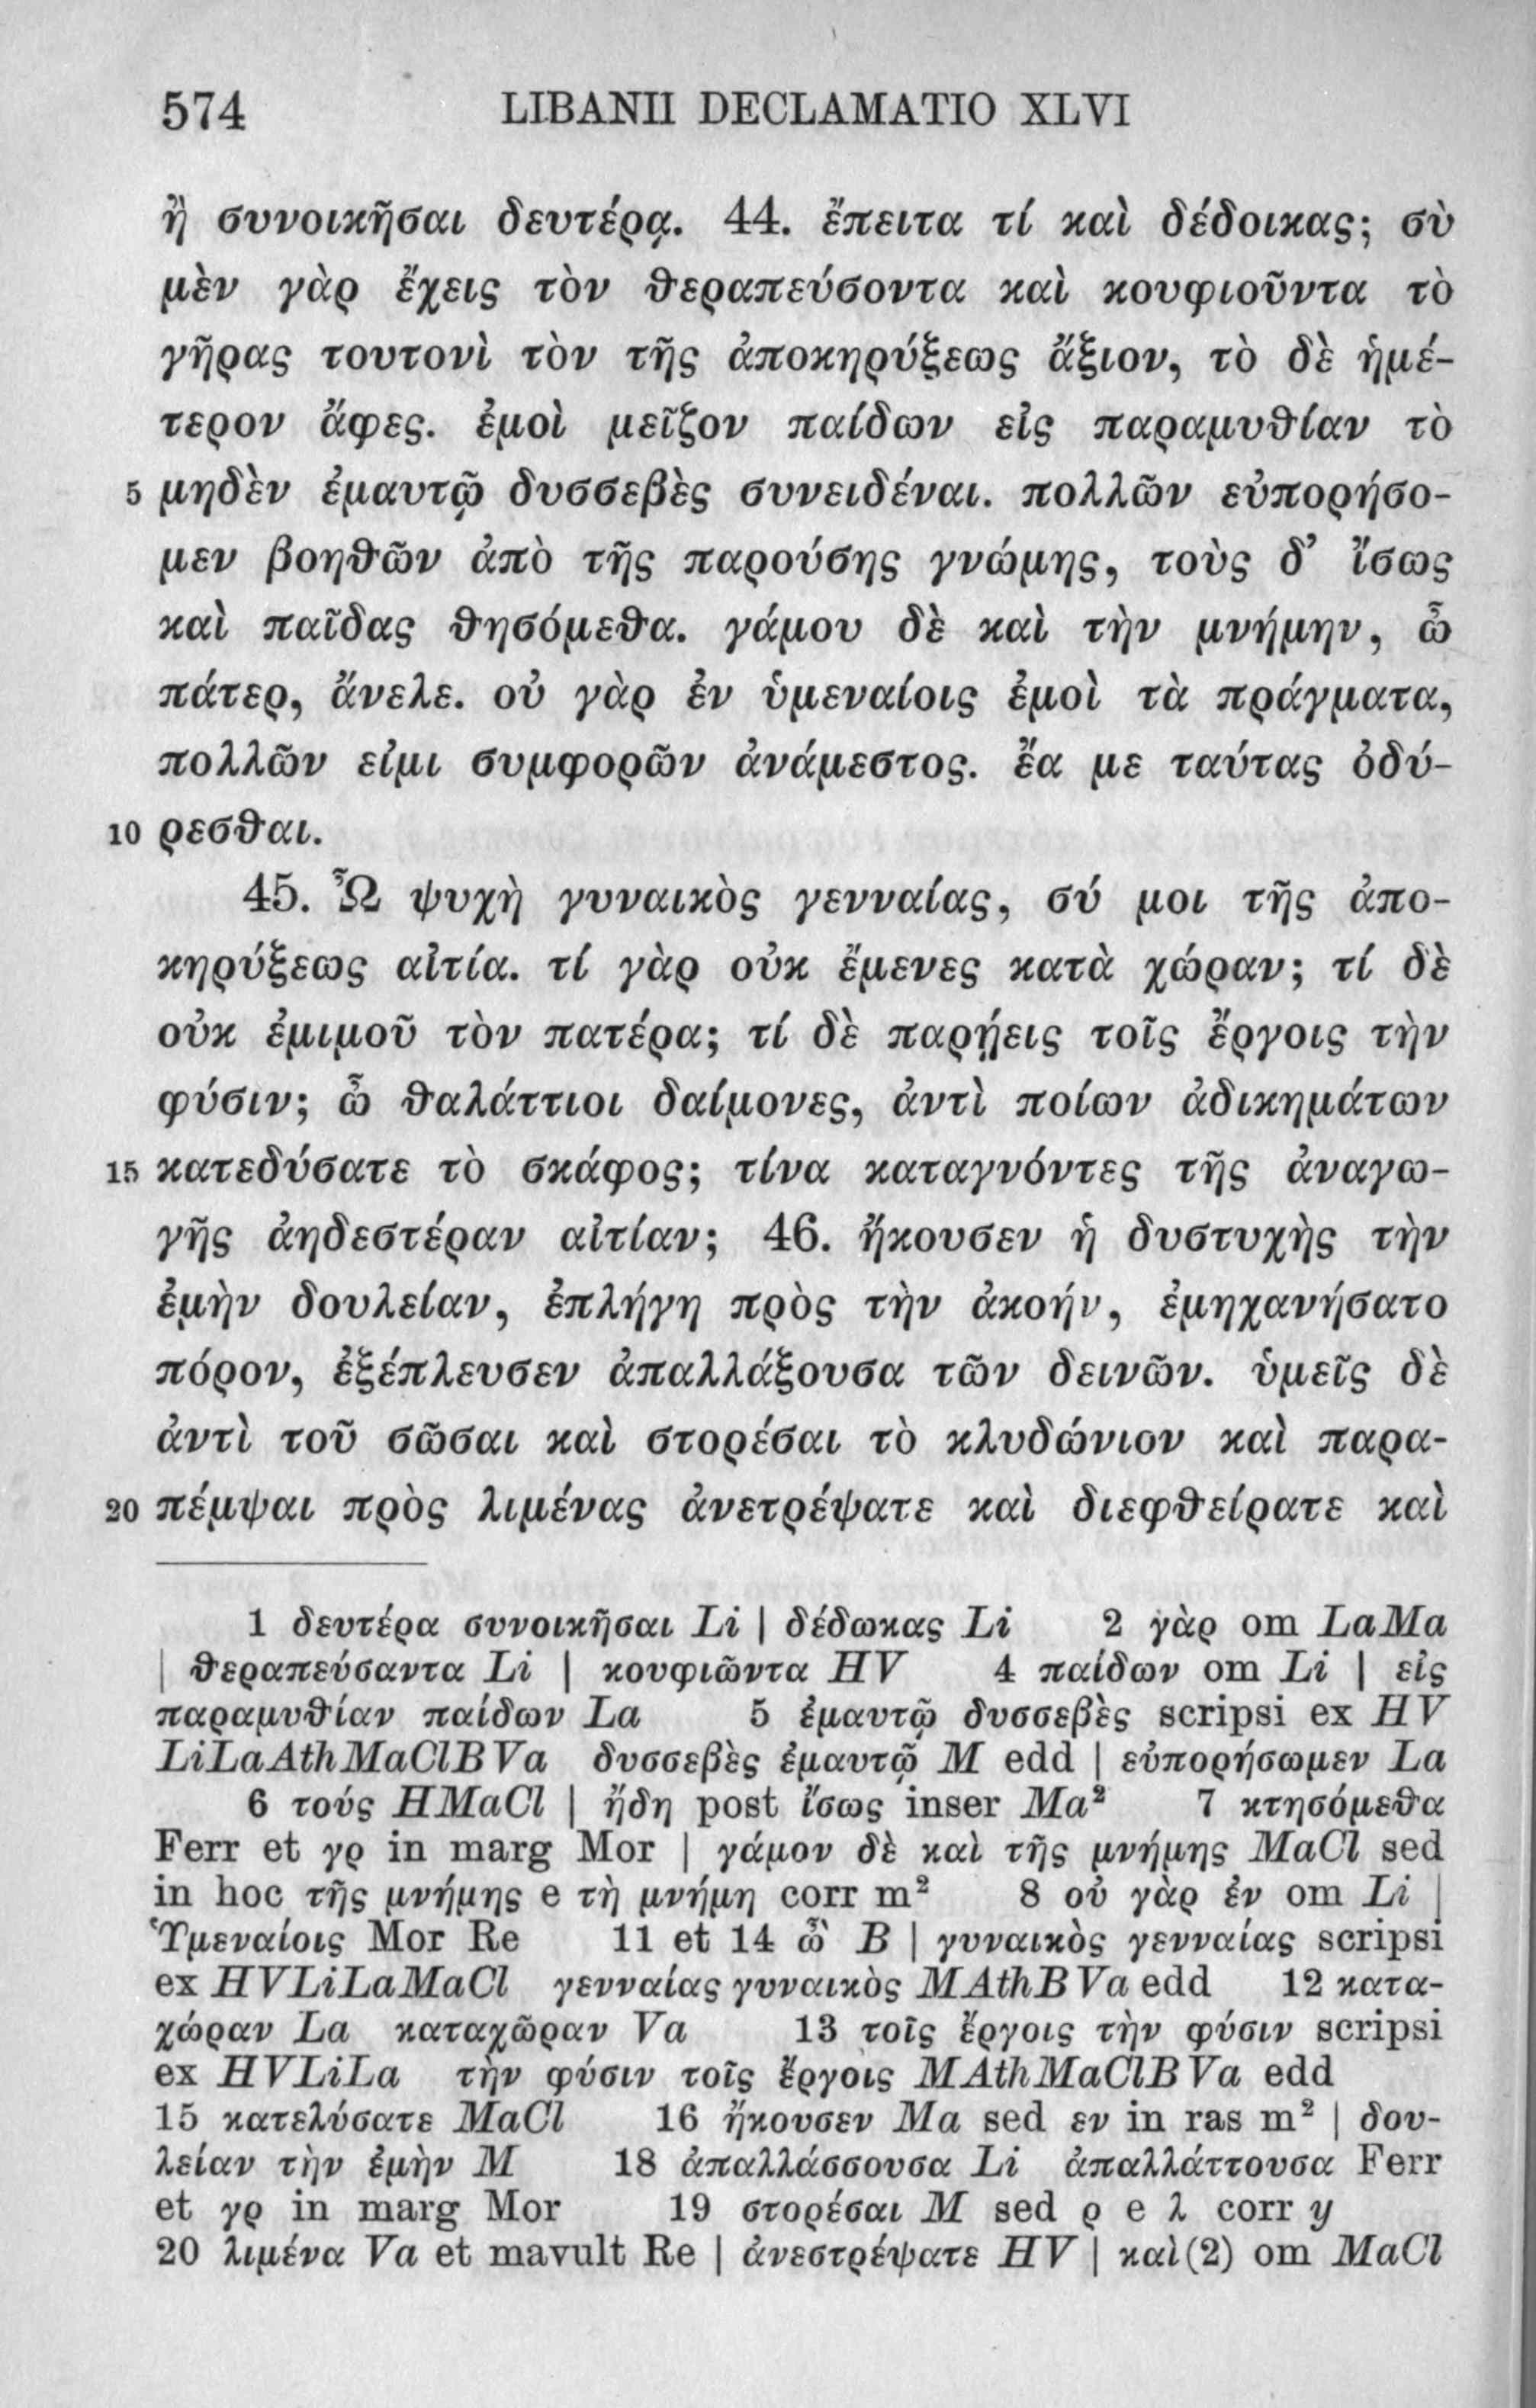 574 LIBANII DECLAMATIO XLVI
ἢ συνοικῆσαι δευτέρᾳ. 44. ἔπειτα τί καὶ δέδοικας; σὺ
μὲν γὰρ ἔχεις τὸν θεραπεύσοντα καὶ κουφιοῦντα τὸ
γῆρας τουτονὶ τὸν τῆς ἀποκηρύξεως ἄξιον, τὸ δὲ ἡμέ-
τερον ἄφες. ἐμοὶ μεῖζον παίδων εἰς παραμυθίαν τὸ
5 μηδὲν ἐμαυτῷ δυσσεβὲς συνειδέναι. πολλῶν εὐπορήσο-
μεν βοηθῶν ἀπὸ τῆς παρούσης γνώμης, τοὺς δ’ ἴσως
καὶ παῖδας θησόμεθα. γάμου δὲ καὶ τὴν μνήμην, ὦ
πάτερ, ἄνελε. οὐ γὰρ ἐν ὑμεναίοις ἐμοὶ τὰ πράγματα,
πολλῶν εἰμι συμφορῶν ἀνάμεστος. ἔα με ταύτας ὀδύ-
10 ρεσθαι.
45. Ὦ ψυχὴ γυναικὸς γενναίας, σύ μοι τῆς ἀπο-
κηρύξεως αἰτία. τί γὰρ οὐκ ἔμενες κατὰ χώραν; τί δὲ
οὐκ ἐμιμοῦ τὸν πατέρα; τί δὲ παρῄεις τοῖς ἔργοις τὴν
φύσιν; ὦ θαλάττιοι δαίμονες, ἀντὶ ποίων ἀδικημάτων
15 κατεδύσατε τὸ σκάφος; τίνα καταγνόντες τῆς ἀναγω-
γῆς ἀηδεστέραν αἰτίαν; 46. ἤκουσεν ἡ δυστυχὴς τὴν
ἐμὴν δουλείαν, ἐπλήγη πρὸς τὴν ἀκοήν, ἐμηχανήσατο
πόρον, ἐξέπλευσεν ἀπαλλάξουσα τῶν δεινῶν. ὑμεῖς δὲ
ἀντὶ τοῦ σῶσαι καὶ στορέσαι τὸ κλυδώνιον καὶ παρα-
20 πέμψαι πρὸς λιμένας ἀνετρέψατε καὶ διεφθείρατε καὶ
1 δευτέρα συνοικῆσαι Li | δέδωκας Li 2 γὰρ om LaMa
| θεραπεύσαντα Li | κουφιῶντα HV 4 παίδων om Li | εἰς
παραμυθίαν παίδων La 5 ἐμαυτῷ δυσσεβὲς scripsi ex HV
LiLaAthMaClBVa δυσσεβὲς ἐμαυτῷ M edd | εὐπορήσωμεν La
6 τούς HMaCl | ἤδη post ἴσως inser Ma² 7 κτησόμεθα
Ferr et γρ in marg Mor | γάμον δὲ καὶ τῆς μνήμης MaCl sed
in hoc τῆς μνήμης e τὴ μνήμη corr m² 8 οὐ γὰρ ἐν om Li |
Ὑμεναίοις Mor Re 11 et 14 ὦ B | γυναικὸς γενναίας scripsi
ex HVLiLaMaCl γενναίας γυναικὸς MAthBVa edd 12 κατα-
χώραν La καταχῶραν Va 13 τοῖς ἔργοις τὴν φύσιν scripsi
ex HVLiLa τὴν φύσιν τοῖς ἔργοις MAthMaClBVa edd
15 κατελύσατε MaCl 16 ἤκουσεν Ma sed εν in ras m² | δου-
λείαν τὴν ἐμὴν M 18 ἀπαλλάσσουσα Li ἀπαλλάττουσα Ferr
et γρ in marg Mor 19 στορέσαι M sed ρ e λ corr y
20 λιμένα Va et mavult Re | ἀνεστρέψατε HV | καὶ(2) om MaCl